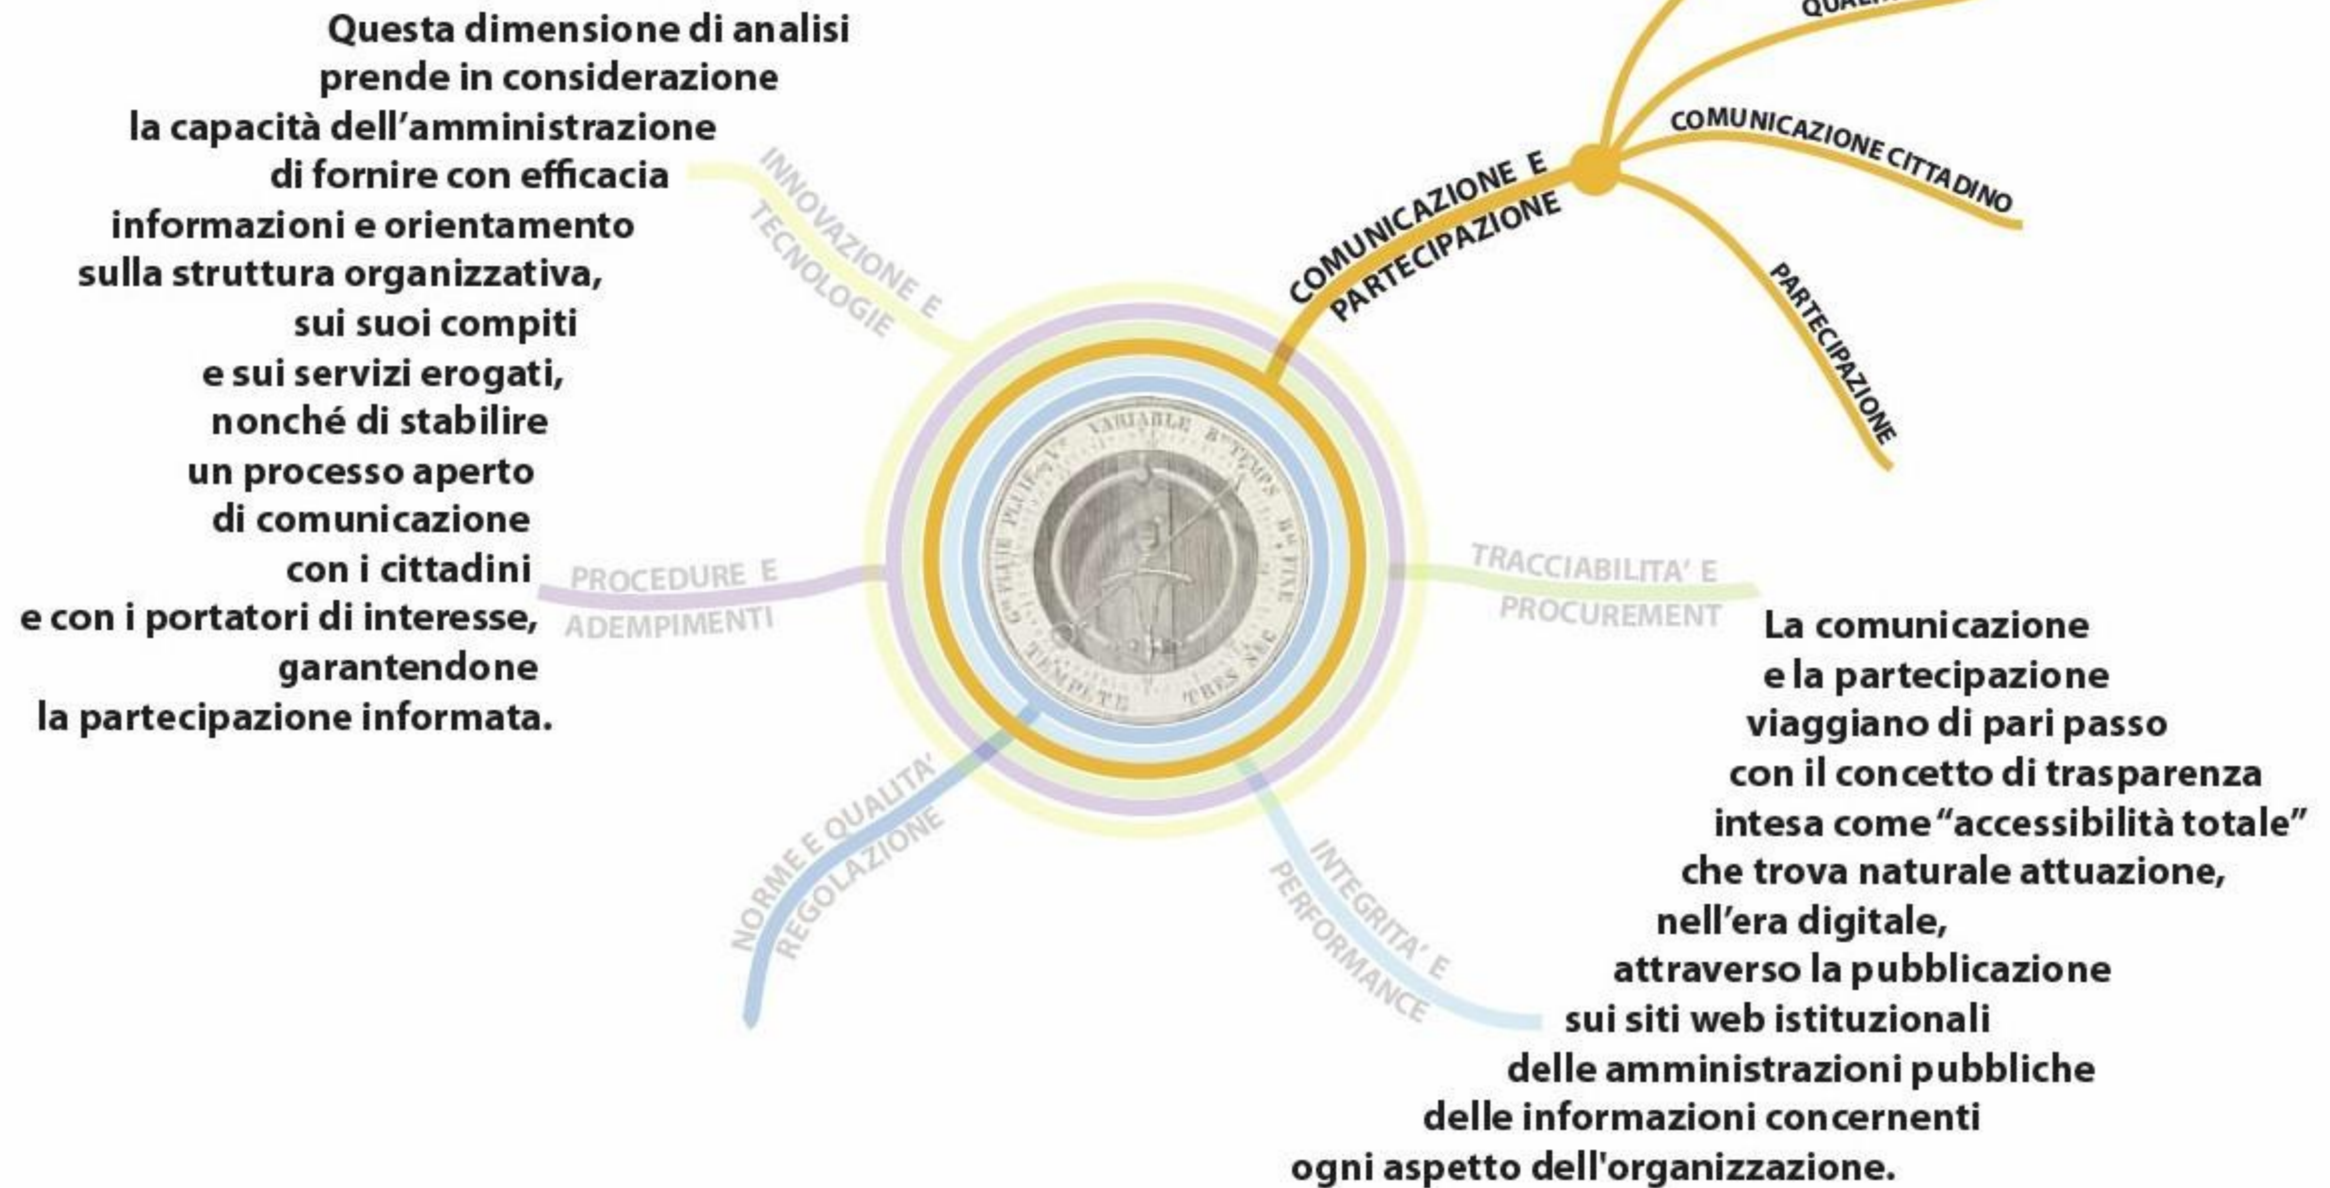 Questa dimensione di analisi
prende in considerazione
la capacità dell'amministrazione
di fornire con efficacia
informazioni e orientamento
sulla struttura organizzativa,
sui suoi compiti
e sui servizi erogati,
nonché di stabilire
un processo aperto
di comunicazione
con i cittadini
e con i portatori di interesse,
garantendone
la partecipazione informata.
INNOVAZIONE E
TECNOLOGIE
COMUNICAZIONE E
PARTECIPAZIONE
COMUNICAZIONE CITTADINO
PARTECIPAZIONE
PROCEDURE E
ADEMPIMENTI
VARIABLE
TEMPS
FIXE
TRES SEC
TEMPETE
PLUIE
PLUIE
TRACCIABILITA' E
PROCUREMENT
NORME E QUALITA'
REGOLAZIONE
INTEGRITA' E
PERFORMANCE
La comunicazione
e la partecipazione
viaggiano di pari passo
con il concetto di trasparenza
intesa come “accessibilità totale”
che trova naturale attuazione,
nell'era digitale,
attraverso la pubblicazione
sui siti web istituzionali
delle amministrazioni pubbliche
delle informazioni concernenti
ogni aspetto dell'organizzazione.